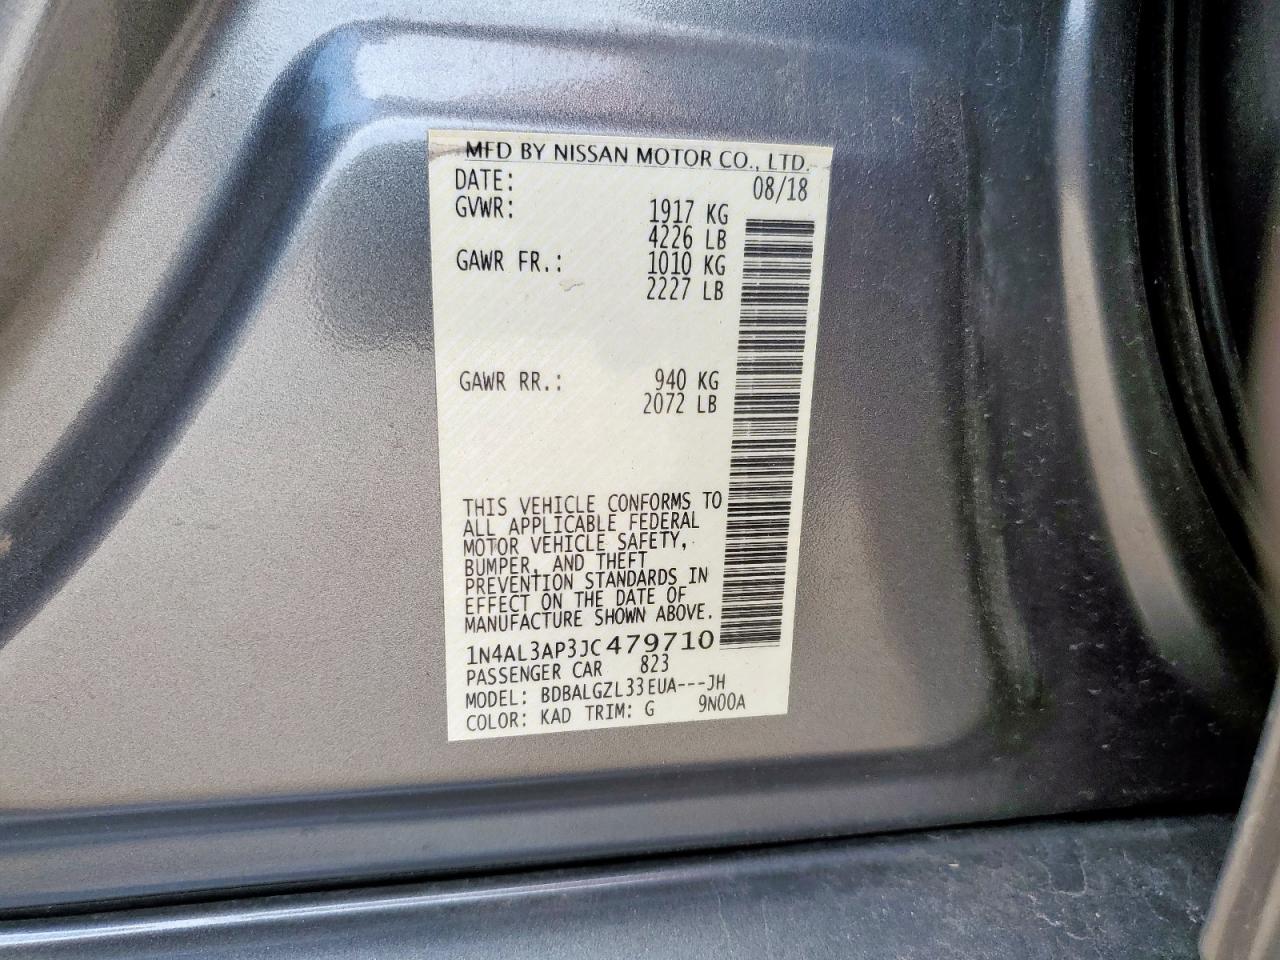 MFD BY NISSAN MOTOR CO., LTD.
DATE: 08/18
GVWR: 1917 KG
4226 LB
GAWR FR.: 1010 KG
2227 LB
GAWR RR.: 940 KG
2072 LB
THIS VEHICLE CONFORMS TO
ALL APPLICABLE FEDERAL
MOTOR VEHICLE SAFETY,
BUMPER, AND THEFT
PREVENTION STANDARDS IN
EFFECT ON THE DATE OF
MANUFACTURE SHOWN ABOVE.
1N4AL3AP3JC479710
PASSENGER CAR 823
MODEL: BDBALGZL33EUA---JH
COLOR: KAD TRIM: G 9N00A